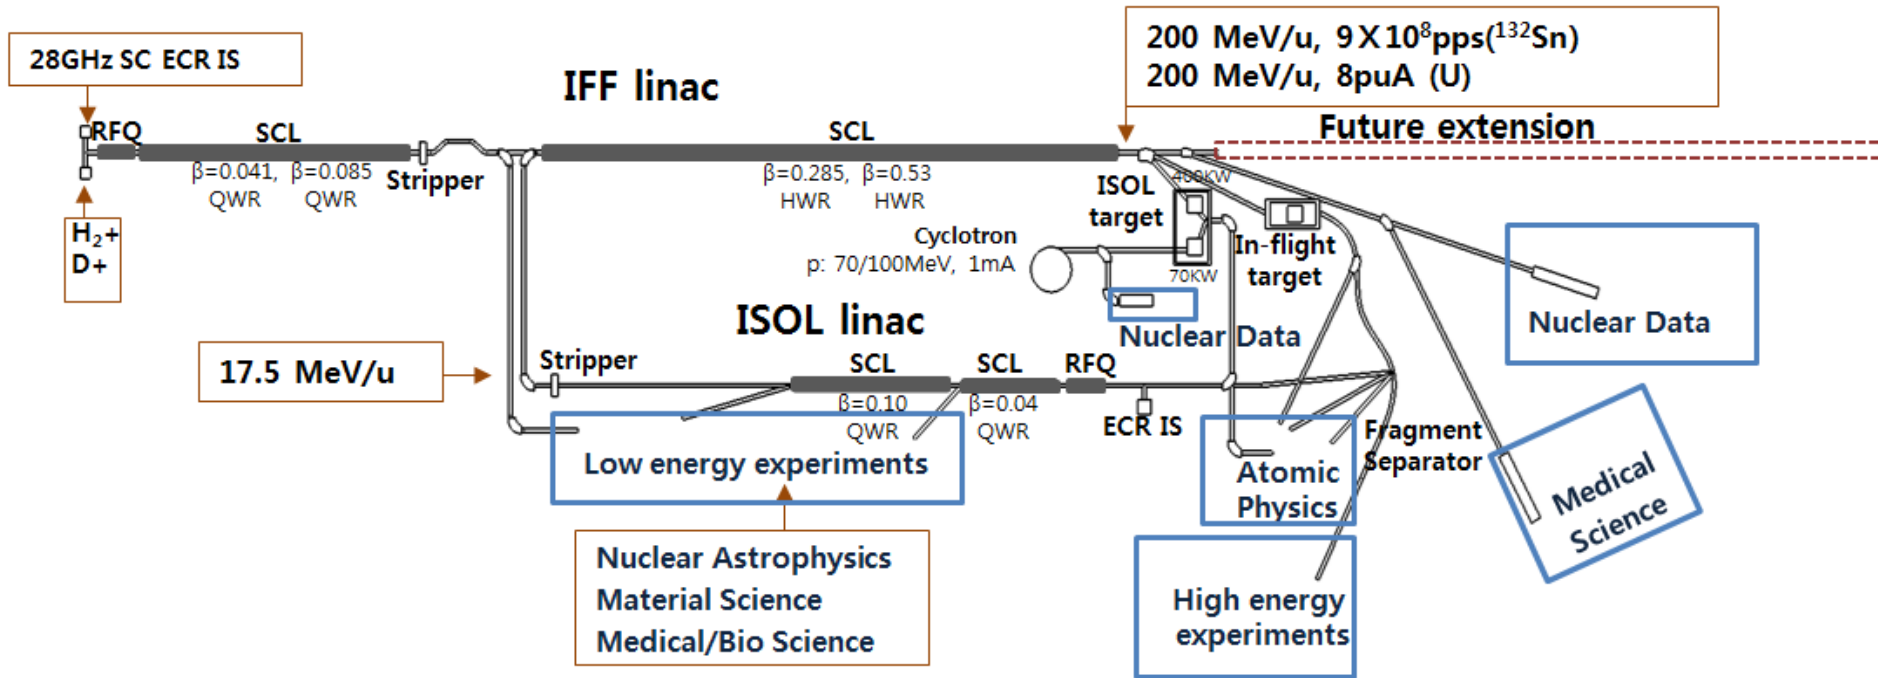 28GHz SC ECR IS
IFF linac
200 MeV/u, 9X10⁸pps(¹³²Sn)
200 MeV/u, 8puA (U)
Future extension
RFQ
SCL
SCL
β=0.041, β=0.085
QWR QWR
Stripper
β=0.285, β=0.53
HWR HWR
400KW
ISOL
target
H₂+
D+
Cyclotron
p: 70/100MeV, 1mA
70KW
In-flight
target
Nuclear Data
Nuclear Data
ISOL linac
17.5 MeV/u
Stripper
SCL
SCL
RFQ
β=0.10
QWR
β=0.04
QWR
ECR IS
Low energy experiments
Fragment
Separator
Atomic
Physics
Medical
Science
Nuclear Astrophysics
Material Science
Medical/Bio Science
High energy
experiments